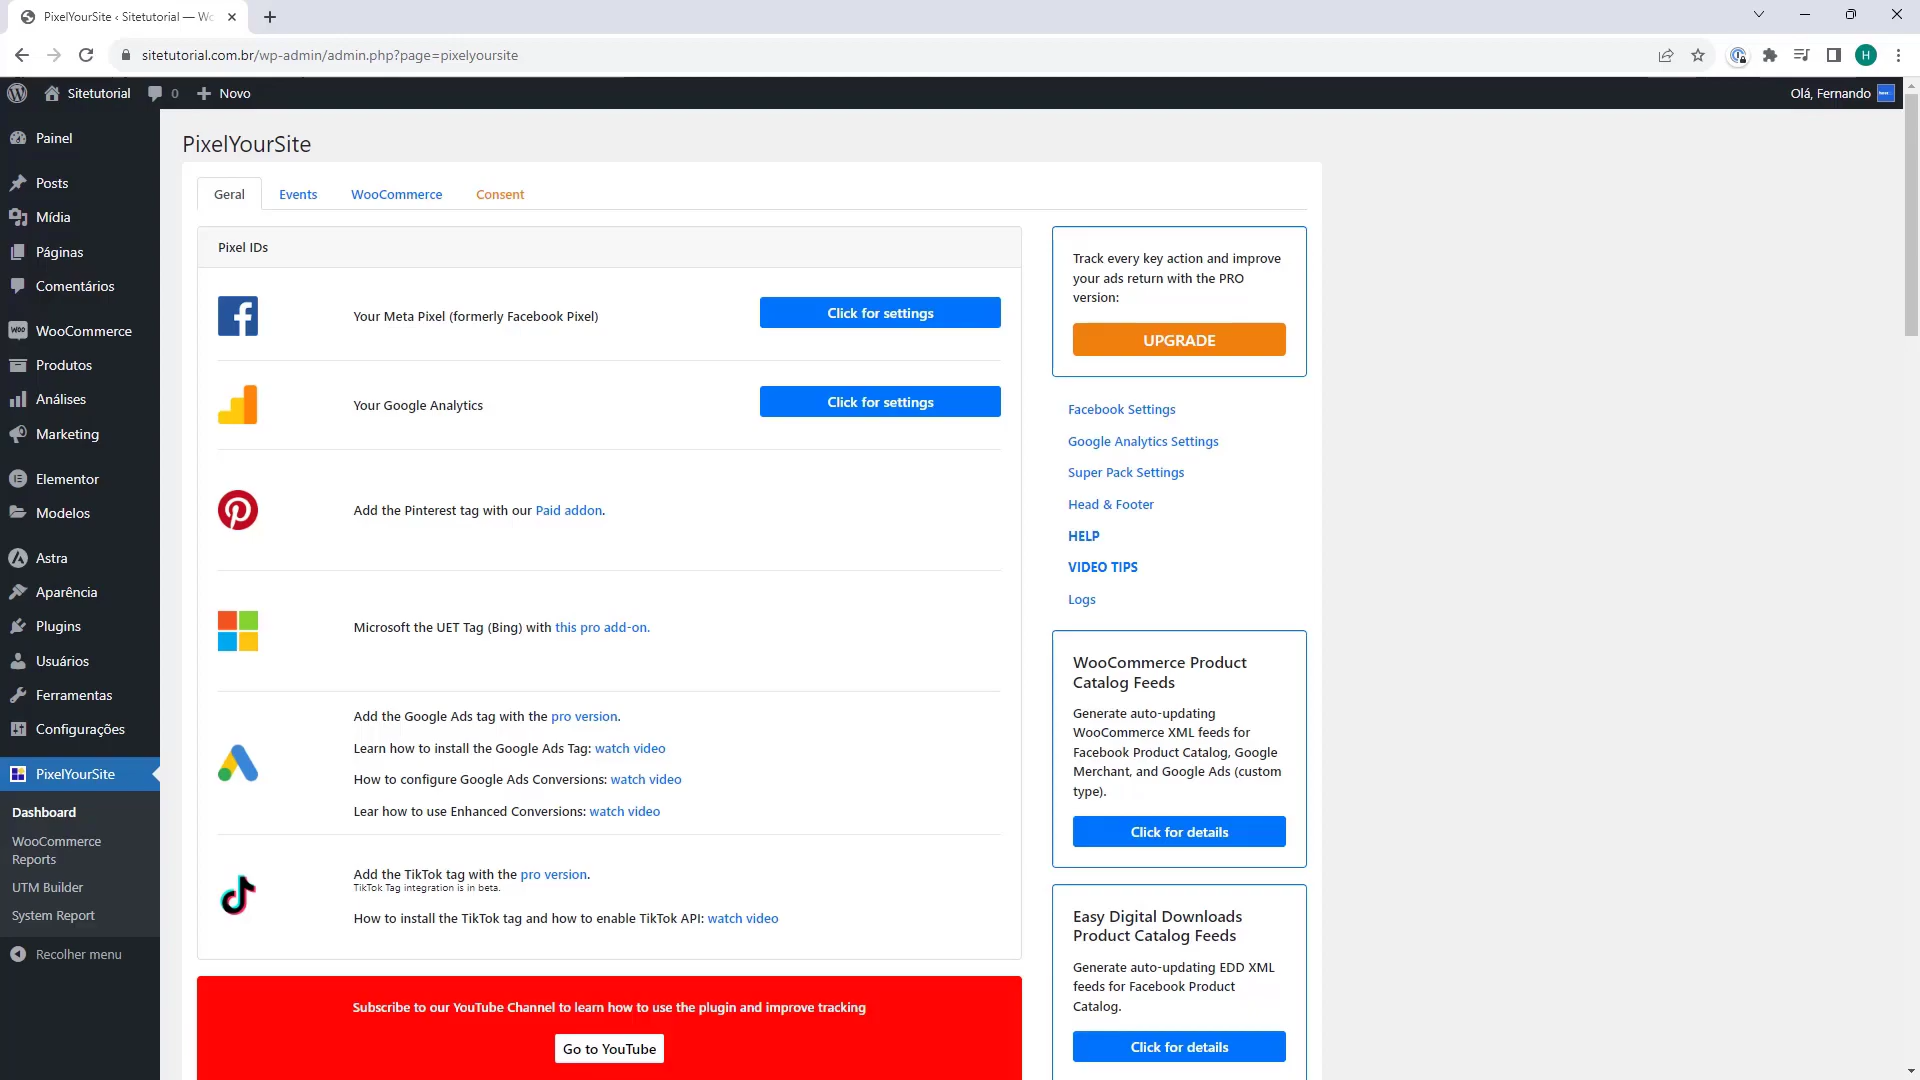 PixelYourSite ‹ Sitetutorial — Wo
sitetutorial.com.br/wp-admin/admin.php?page=pixelyoursite
H
Sitetutorial
0
Novo
Olá, Fernando
Painel
Posts
Mídia
Páginas
Comentários
WooCommerce
Produtos
Análises
Marketing
Elementor
Modelos
Astra
Aparência
Plugins
Usuários
Ferramentas
Configurações
PixelYourSite
Dashboard
WooCommerce
Reports
UTM Builder
System Report
Recolher menu
PixelYourSite
Geral
Events
WooCommerce
Consent
Pixel IDs
Your Meta Pixel (formerly Facebook Pixel)
Click for settings
Your Google Analytics
Click for settings
Add the Pinterest tag with our Paid addon.
Microsoft the UET Tag (Bing) with this pro add-on.
Add the Google Ads tag with the pro version.
Learn how to install the Google Ads Tag: watch video
How to configure Google Ads Conversions: watch video
Lear how to use Enhanced Conversions: watch video
Add the TikTok tag with the pro version.
TikTok Tag integration is in beta.
How to install the TikTok tag and how to enable TikTok API: watch video
Subscribe to our YouTube Channel to learn how to use the plugin and improve tracking
Go to YouTube
Track every key action and improve
your ads return with the PRO
version:
UPGRADE
Facebook Settings
Google Analytics Settings
Super Pack Settings
Head & Footer
HELP
VIDEO TIPS
Logs
WooCommerce Product
Catalog Feeds
Generate auto-updating
WooCommerce XML feeds for
Facebook Product Catalog, Google
Merchant, and Google Ads (custom
type).
Click for details
Easy Digital Downloads
Product Catalog Feeds
Generate auto-updating EDD XML
feeds for Facebook Product
Catalog.
Click for details